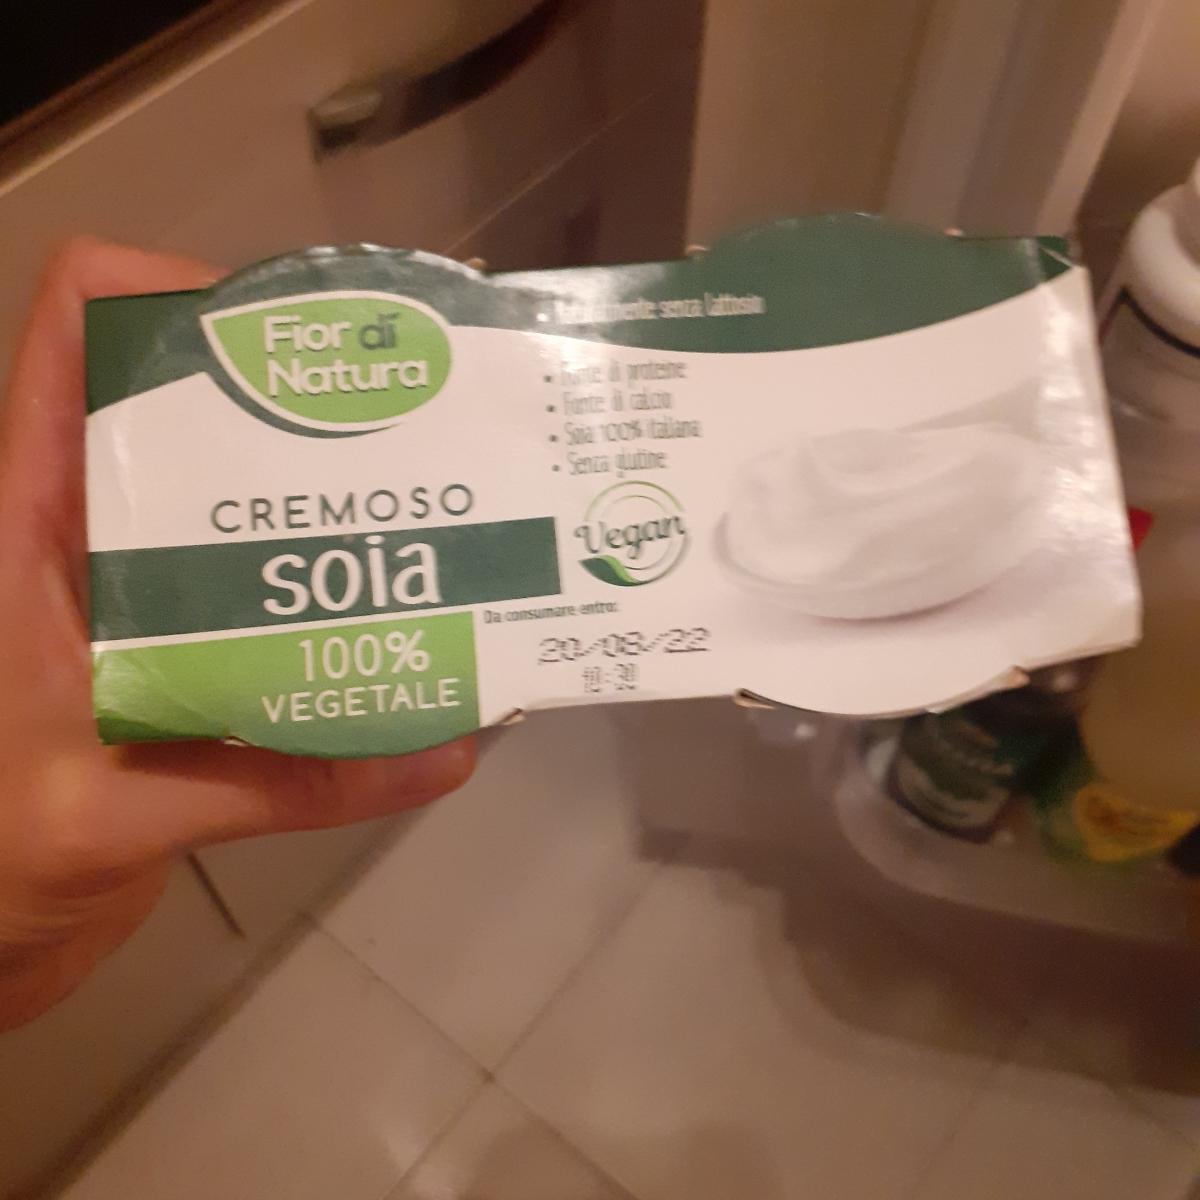 Fior di
Natura
CREMOSO
soia
100%
VEGETALE
• Naturalmente senza lattosio
• Fonte di proteine
• Fonte di calcio
• Soia 100% italiana
• Senza glutine
Vegan
Da consumare entro:
20/08/22